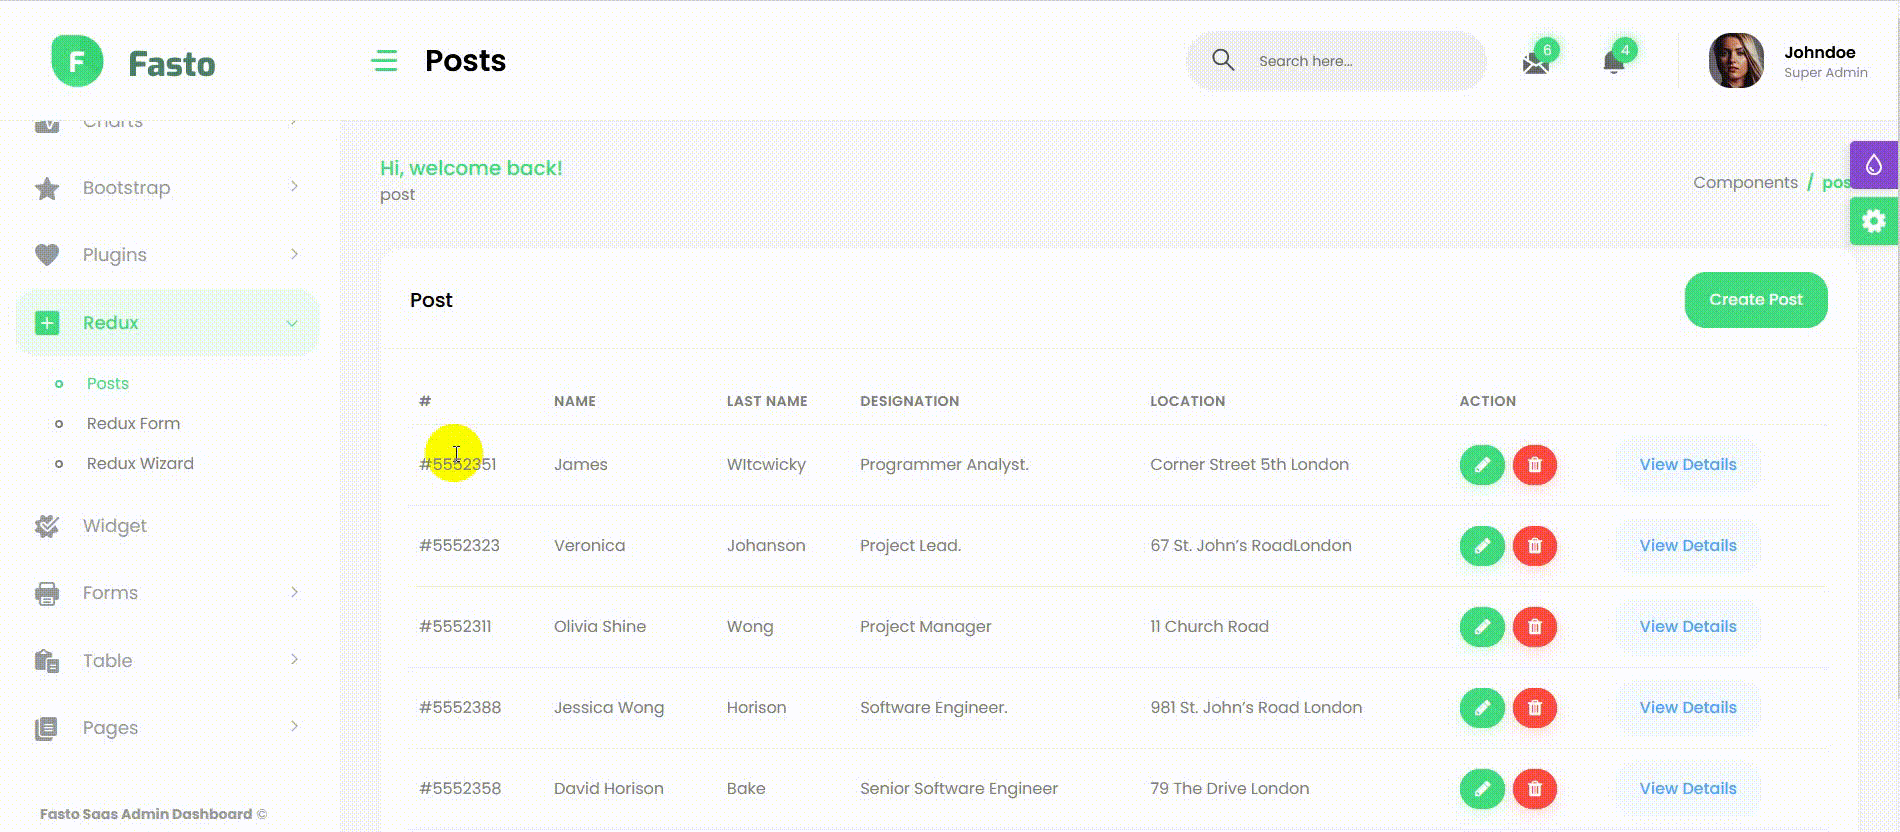 F Fasto
Posts
Search here...
6
4
Johndoe
Super Admin
Charts
Bootstrap
Plugins
Redux
Posts
Redux Form
Redux Wizard
Widget
Forms
Table
Pages
Fasto Saas Admin Dashboard ©
Hi, welcome back!
post
Components / pos
Post
Create Post
# NAME LAST NAME DESIGNATION LOCATION ACTION
#5552351 James WItcwicky Programmer Analyst. Corner Street 5th London View Details
#5552323 Veronica Johanson Project Lead. 67 St. John’s RoadLondon View Details
#5552311 Olivia Shine Wong Project Manager 11 Church Road View Details
#5552388 Jessica Wong Horison Software Engineer. 981 St. John’s Road London View Details
#5552358 David Horison Bake Senior Software Engineer 79 The Drive London View Details